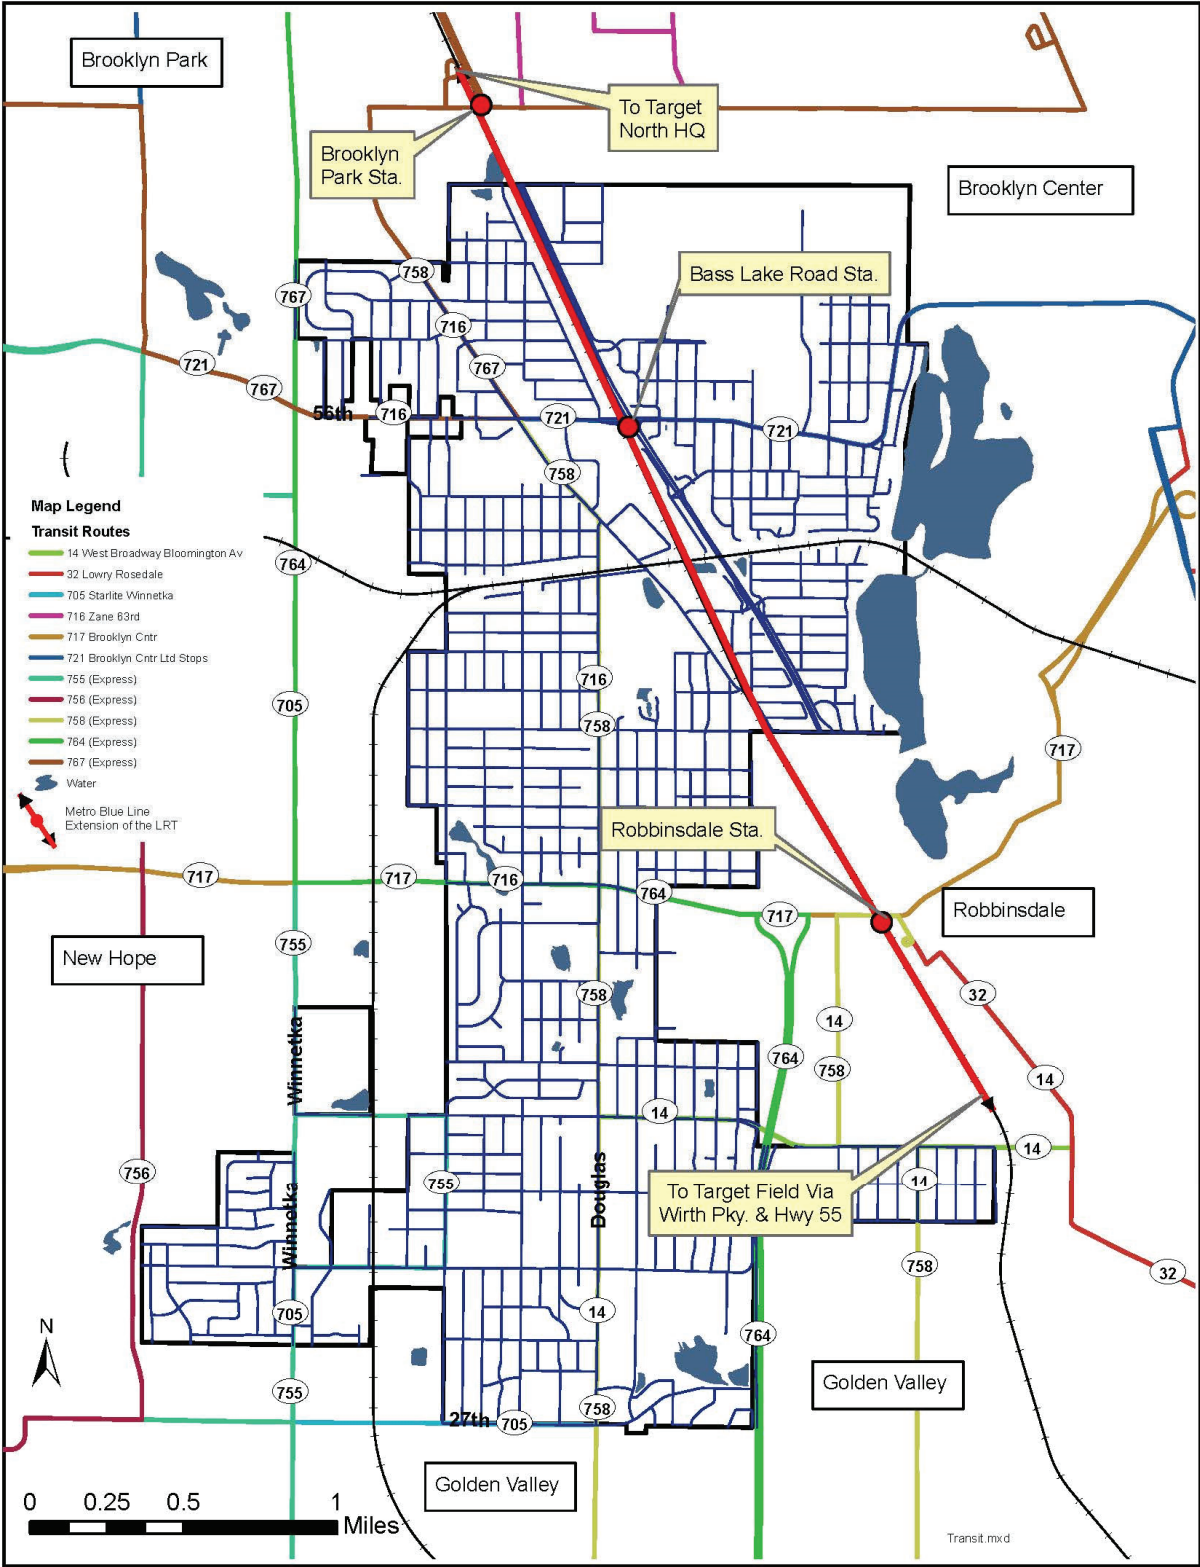 Brooklyn Park
To Target
North HQ
Brooklyn
Park Sta.
Brooklyn Center
758
Bass Lake Road Sta.
767
716
721
767
767
56th
716
721
721
758
Map Legend
Transit Routes
14 West Broadway Bloomington Av
32 Lowry Rosedale
705 Starlite Winnetka
716 Zane 63rd
717 Brooklyn Cntr
721 Brooklyn Cntr Ltd Stops
755 (Express)
756 (Express)
758 (Express)
764 (Express)
767 (Express)
Water
Metro Blue Line
Extension of the LRT
764
716
705
758
717
Robbinsdale Sta.
717
717
716
764
717
Robbinsdale
755
New Hope
758
32
14
Winnetka
764
758
14
14
14
756
755
14
Douglas
To Target Field Via
Wirth Pky. & Hwy 55
Winnetka
758
32
705
14
N
764
Golden Valley
755
758
27th
705
Golden Valley
0
0.25
0.5
1
Miles
Transit.mxd